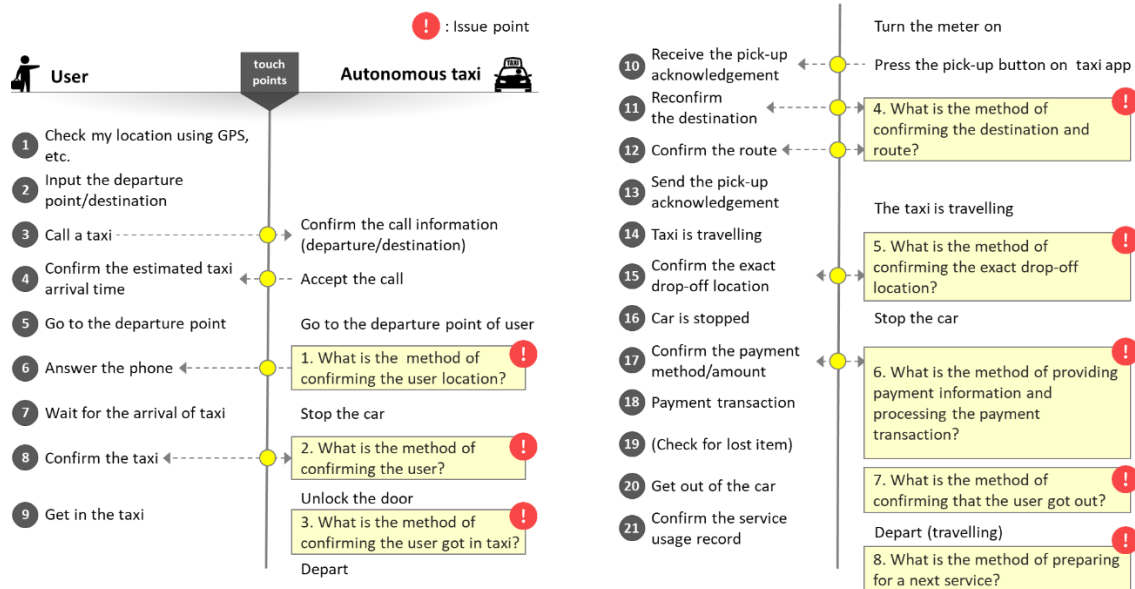 ! : Issue point
User
touch
points
Autonomous taxi
TAXI
1 Check my location using GPS,
etc.
2 Input the departure
point/destination
3 Call a taxi
Confirm the call information
(departure/destination)
4 Confirm the estimated taxi
arrival time
Accept the call
5 Go to the departure point
Go to the departure point of user
6 Answer the phone
1. What is the method of
confirming the user location?
!
7 Wait for the arrival of taxi
Stop the car
8 Confirm the taxi
2. What is the method of
confirming the user?
!
Unlock the door
9 Get in the taxi
3. What is the method of
confirming the user got in taxi?
!
Depart
Turn the meter on
10 Receive the pick-up
acknowledgement
Press the pick-up button on taxi app
11 Reconfirm
the destination
4. What is the method of
confirming the destination and
route?
!
12 Confirm the route
13 Send the pick-up
acknowledgement
The taxi is travelling
14 Taxi is travelling
15 Confirm the exact
drop-off location
5. What is the method of
confirming the exact drop-off
location?
!
16 Car is stopped
Stop the car
17 Confirm the payment
method/amount
6. What is the method of providing
payment information and
processing the payment
transaction?
!
18 Payment transaction
19 (Check for lost item)
20 Get out of the car
7. What is the method of
confirming that the user got out?
!
21 Confirm the service
usage record
Depart (travelling)
8. What is the method of preparing
for a next service?
!